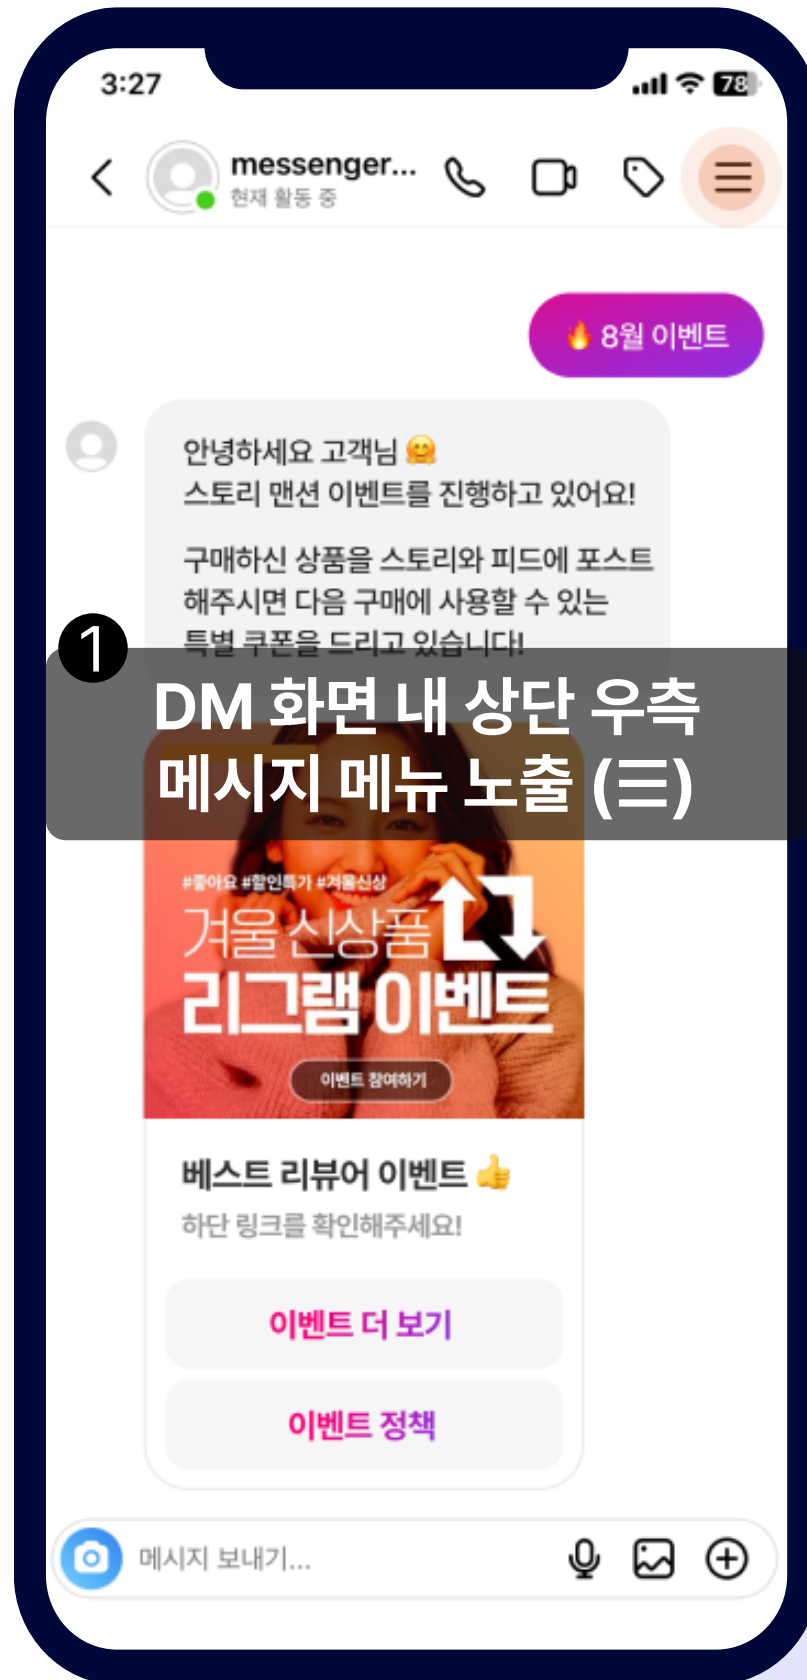 3:27
78
messenger...
현재 활동 중
🔥 8월 이벤트
안녕하세요 고객님 🤗
스토리 맨션 이벤트를 진행하고 있어요!
구매하신 상품을 스토리와 피드에 포스트
해주시면 다음 구매에 사용할 수 있는
특별 쿠폰을 드리고 있습니다!
1
DM 화면 내 상단 우측
메시지 메뉴 노출 (☰)
#좋아요 #할인특가 #겨울신상
겨울 신상품
리그램 이벤트
이벤트 참여하기
베스트 리뷰어 이벤트 👍
하단 링크를 확인해주세요!
이벤트 더 보기
이벤트 정책
메시지 보내기...